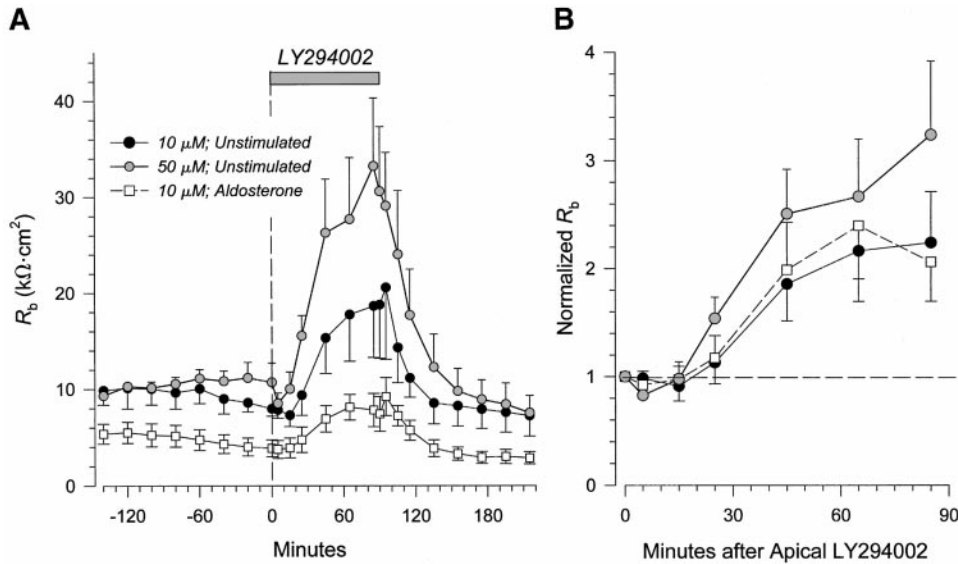 A
LY294002
40
30
20
10
0
R_b (kΩ·cm²)
10 μM; Unstimulated
50 μM; Unstimulated
10 μM; Aldosterone
-120 -60 0 60 120 180
Minutes
B
4
3
2
1
0
Normalized R_b
0 30 60 90
Minutes after Apical LY294002